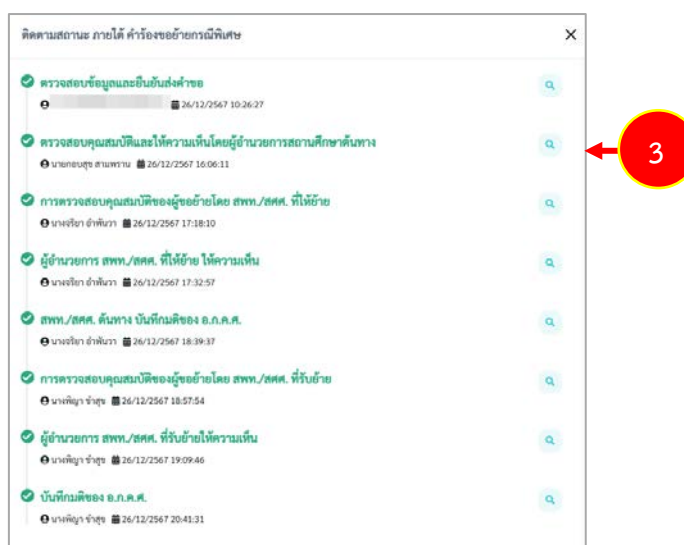 ติดตามสถานะ ภายใต้ คำร้องขอย้ายกรณีพิเศษ
ตรวจสอบข้อมูลและยืนยันส่งคำขอ
26/12/2567 10:26:27
ตรวจสอบคุณสมบัติและให้ความเห็นโดยผู้อำนวยการสถานศึกษาต้นทาง
นายกอบสุข สามพราน 26/12/2567 16:06:11
3
การตรวจสอบคุณสมบัติของผู้ขอย้ายโดย สพท./สศศ. ที่ให้ย้าย
นางจริยา อำพันวา 26/12/2567 17:18:10
ผู้อำนวยการ สพท./สศศ. ที่ให้ย้าย ให้ความเห็น
นางจริยา อำพันวา 26/12/2567 17:32:57
สพท./สศศ. ต้นทาง บันทึกมติของ อ.ก.ค.ศ.
นางจริยา อำพันวา 26/12/2567 18:39:37
การตรวจสอบคุณสมบัติของผู้ขอย้ายโดย สพท./สศศ. ที่รับย้าย
นางพิญา ขำสุข 26/12/2567 18:57:54
ผู้อำนวยการ สพท./สศศ. ที่รับย้ายให้ความเห็น
นางพิญา ขำสุข 26/12/2567 19:09:46
บันทึกมติของ อ.ก.ค.ศ.
นางพิญา ขำสุข 26/12/2567 20:41:31